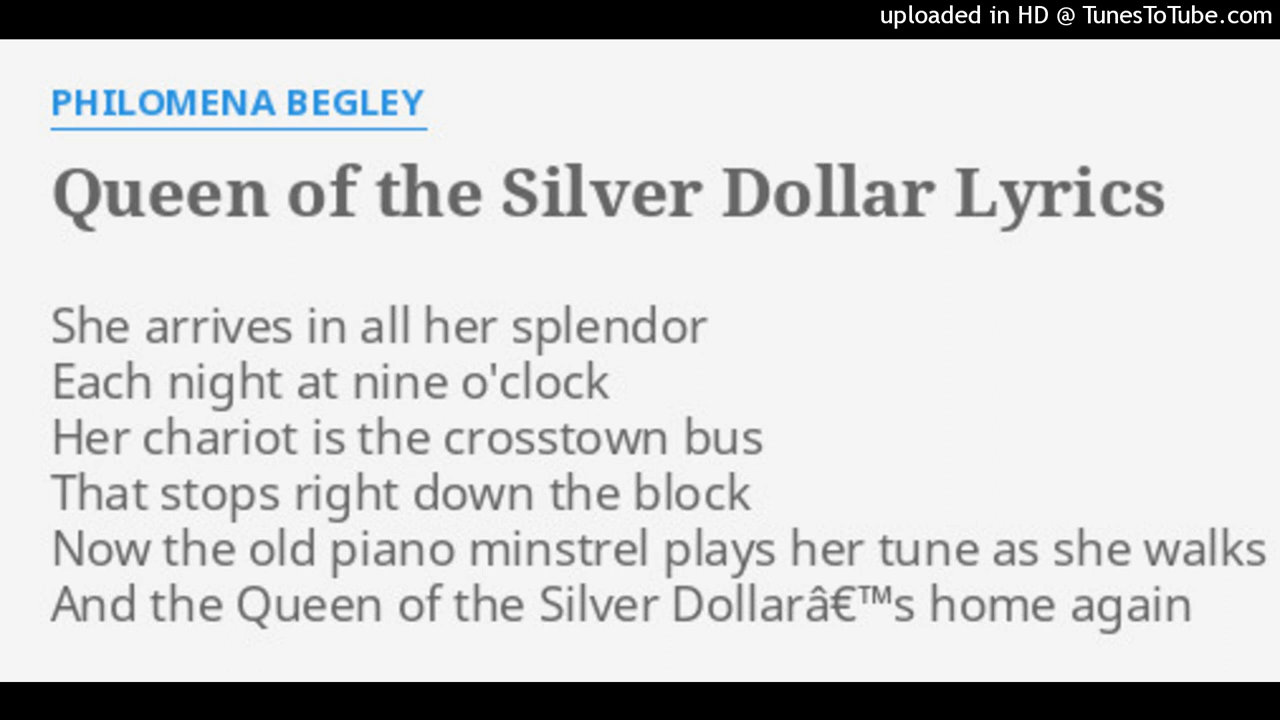 uploaded in HD @ TunesToTube.com
PHILOMENA BEGLEY
Queen of the Silver Dollar Lyrics
She arrives in all her splendor
Each night at nine o'clock
Her chariot is the crosstown bus
That stops right down the block
Now the old piano minstrel plays her tune as she walks
And the Queen of the Silver Dollarâ€™s home again